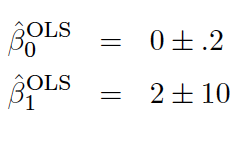 β̂₀^OLS = 0 ± .2
β̂₁^OLS = 2 ± 10